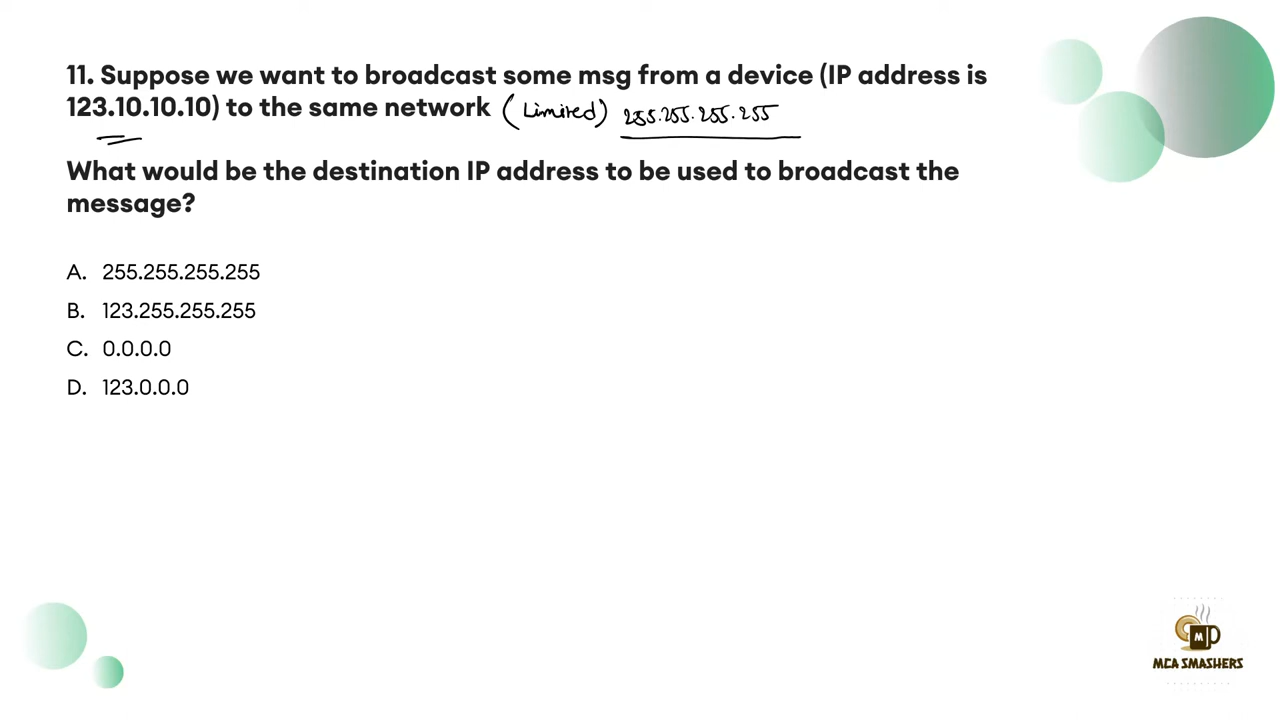 11. Suppose we want to broadcast some msg from a device (IP address is
123.10.10.10) to the same network (Limited) 255.255.255.255
What would be the destination IP address to be used to broadcast the
message?
A. 255.255.255.255
B. 123.255.255.255
C. 0.0.0.0
D. 123.0.0.0
M
MCA SMASHERS